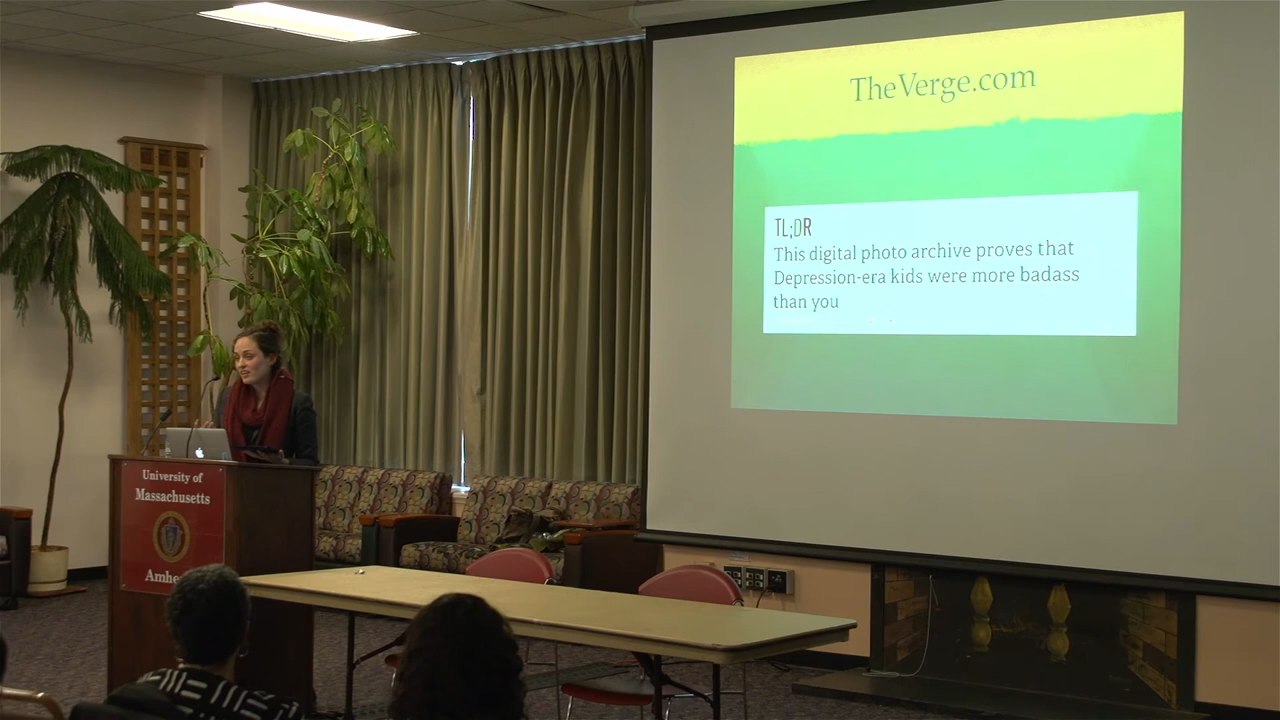 TheVerge.com
TL;DR
This digital photo archive proves that
Depression-era kids were more badass
than you
University of
Massachusetts